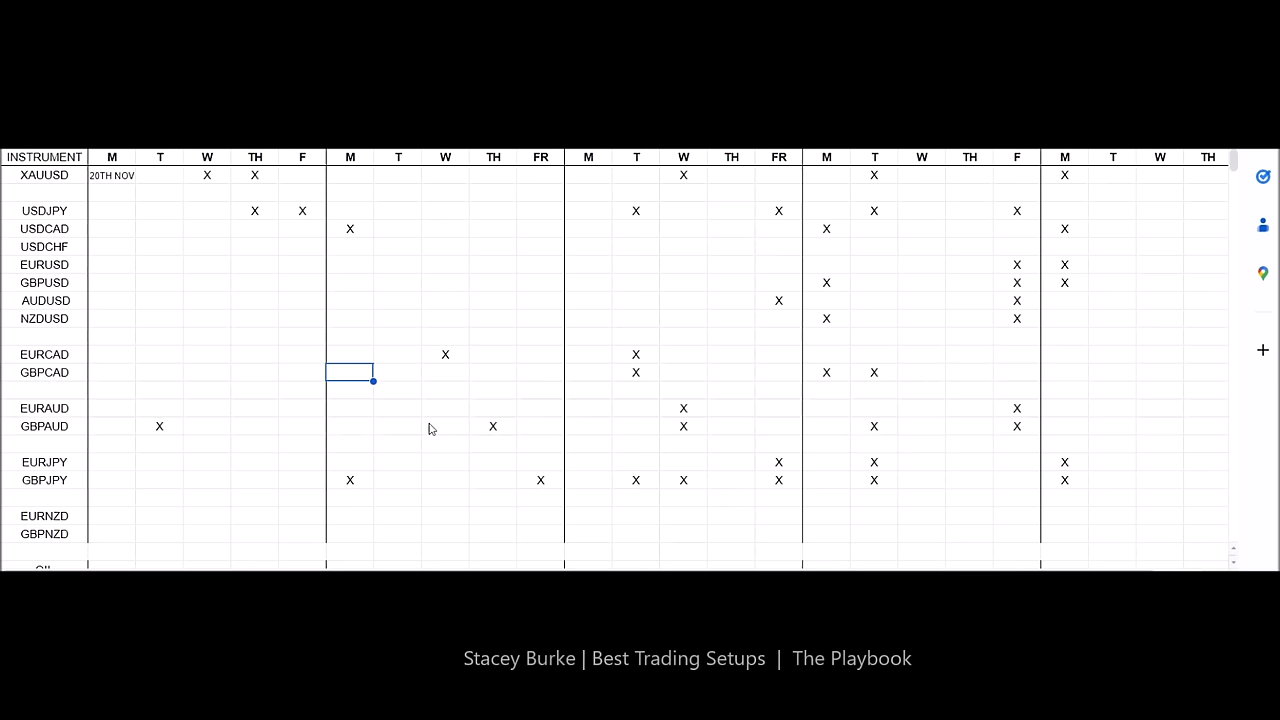 INSTRUMENT M T W TH F M T W TH FR M T W TH FR M T W TH F M T W TH
XAUUSD 20TH NOV X X X X X
USDJPY X X X X X X
USDCAD X X X
USDCHF
EURUSD X X
GBPUSD X X X
AUDUSD X X
NZDUSD X X
EURCAD X X
GBPCAD X X X
EURAUD X X
GBPAUD X X X X X
EURJPY X X X
GBPJPY X X X X X X X
EURNZD
GBPNZD
Stacey Burke | Best Trading Setups | The Playbook